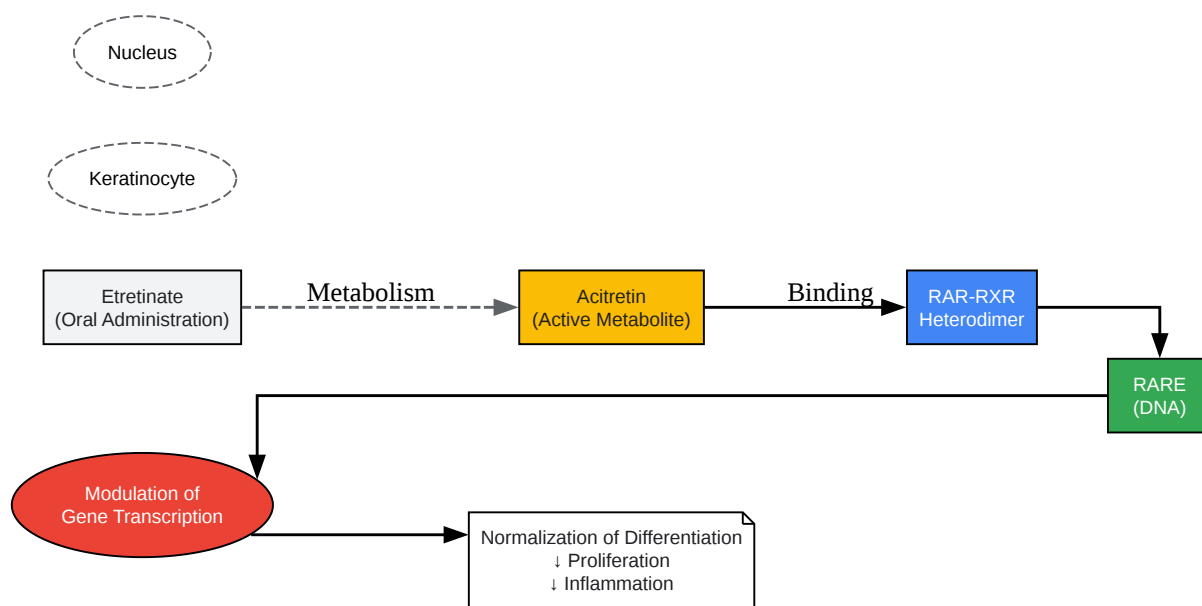 Nucleus
Keratinocyte
Etretinate
(Oral Administration)
Metabolism
Acitretin
(Active Metabolite)
Binding
RAR-RXR
Heterodimer
RARE
(DNA)
Modulation of
Gene Transcription
Normalization of Differentiation
↓ Proliferation
↓ Inflammation